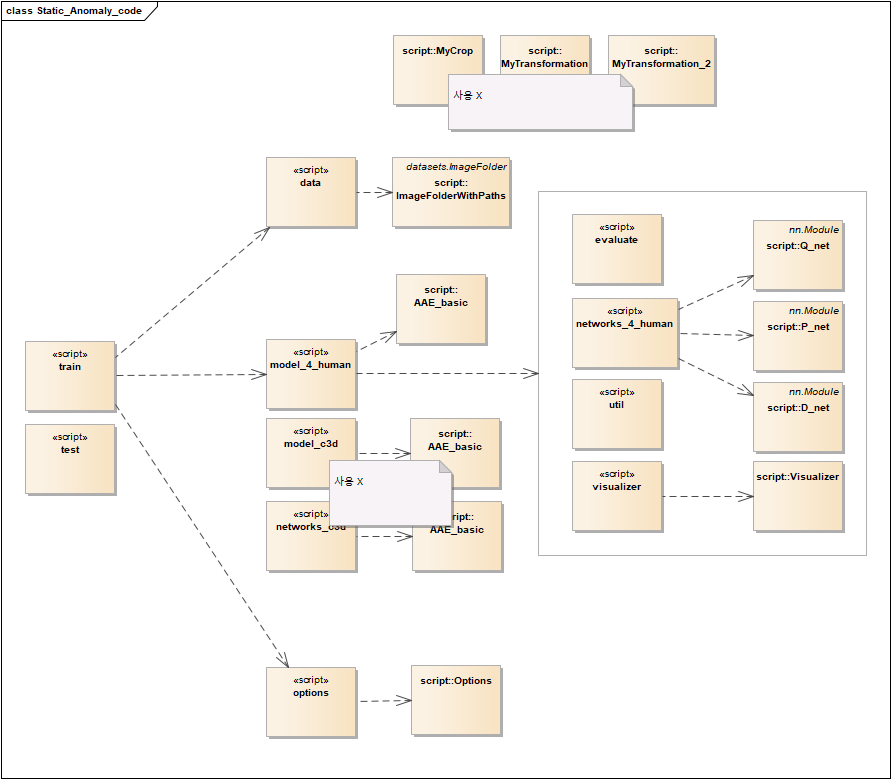 class Static_Anomaly_code
script::MyCrop
script::
MyTransformation
script::
MyTransformation_2
사용 X
«script»
data
datasets.ImageFolder
script::
ImageFolderWithPaths
«script»
evaluate
nn.Module
script::Q_net
script::
AAE_basic
«script»
networks_4_human
nn.Module
script::P_net
«script»
train
«script»
model_4_human
«script»
util
nn.Module
script::D_net
«script»
test
«script»
model_c3d
script::
AAE_basic
사용 X
«script»
visualizer
script::Visualizer
«script»
networks_c3d
script::
AAE_basic
«script»
options
script::Options